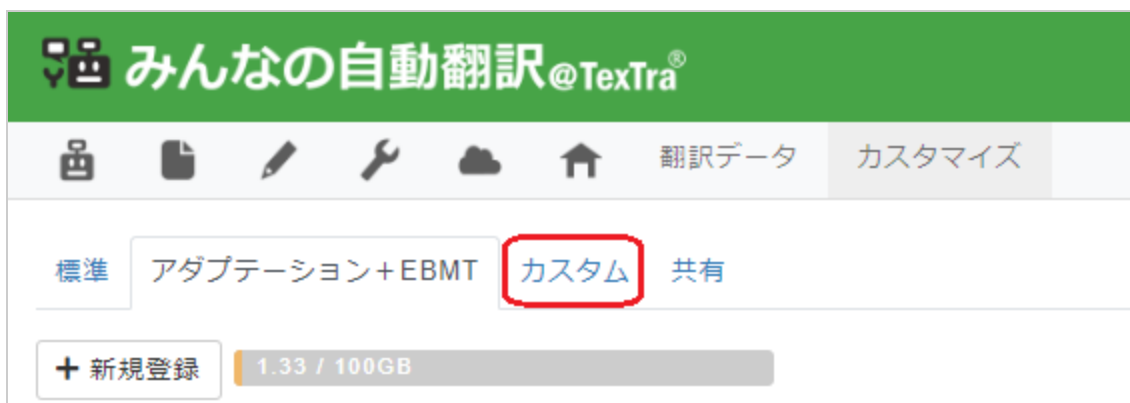 みんなの自動翻訳@TexTra®
翻訳データ カスタマイズ
標準 アダプテーション+EBMT カスタム 共有
+ 新規登録 1.33 / 100GB